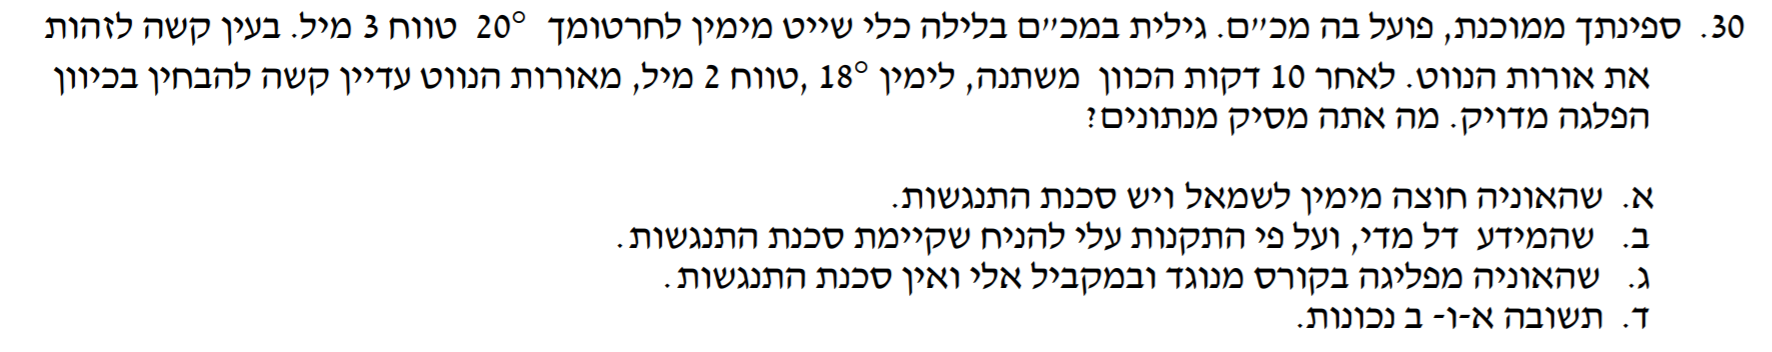 30. ספינתך ממוכנת, פועל בה מכ״ם. גילית במכ״ם בלילה כלי שייט מימין לחרטומך 20° טווח 3 מיל. בעין קשה לזהות
את אורות הנווט. לאחר 10 דקות הכוון משתנה, לימין 18°, טווח 2 מיל, מאורות הנווט עדיין קשה להבחין בכיוון
הפלגה מדויק. מה אתה מסיק מנתונים?
א. שהאוניה חוצה מימין לשמאל ויש סכנת התנגשות.
ב. שהמידע דל מדי, ועל פי התקנות עלי להניח שקיימת סכנת התנגשות.
ג. שהאוניה מפליגה בקורס מנוגד ובמקביל אלי ואין סכנת התנגשות.
ד. תשובה א-ו- ב נכונות.